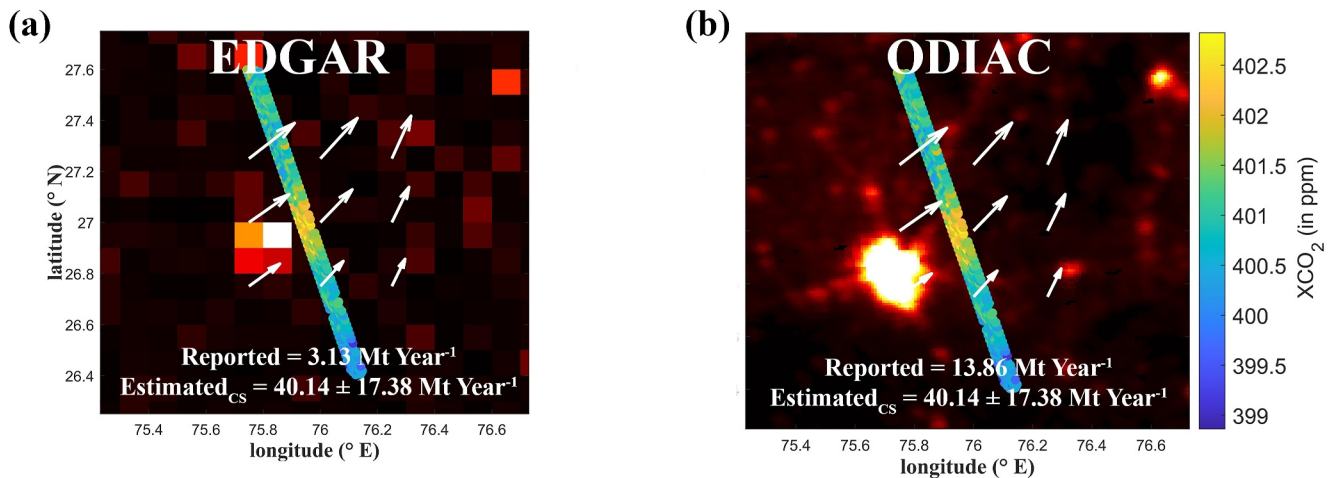 (a)
EDGAR
27.6
27.4
27.2
27
26.8
26.6
26.4
latitude (° N)
Reported = 3.13 Mt Year-1
EstimatedCS = 40.14 ± 17.38 Mt Year-1
75.4 75.6 75.8 76 76.2 76.4 76.6
longitude (° E)
(b)
ODIAC
Reported = 13.86 Mt Year-1
EstimatedCS = 40.14 ± 17.38 Mt Year-1
75.4 75.6 75.8 76 76.2 76.4 76.6
longitude (° E)
402.5
402
401.5
401
400.5
400
399.5
399
XCO2 (in ppm)